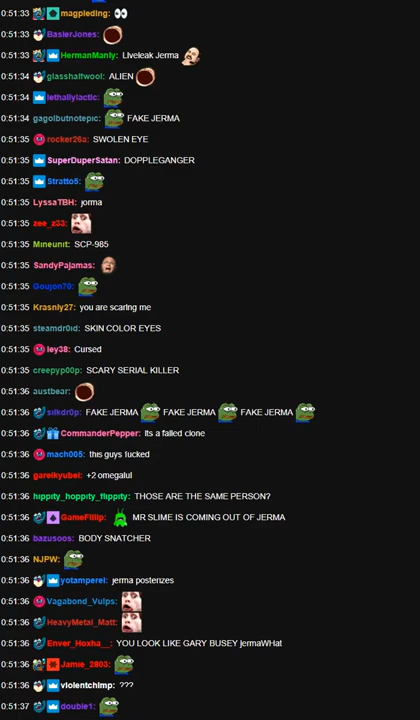 0:51:33 magpieding: 👀
0:51:33 BaslerJones:
0:51:33 HermanManly: Liveleak Jerma
0:51:34 glasshalfwool: ALIEN
0:51:34 lethallylactic:
0:51:34 gagolbutnotepic: FAKE JERMA
0:51:35 rocker26a: SWOLEN EYE
0:51:35 SuperDuperSatan: DOPPLEGANGER
0:51:35 Stratto5:
0:51:35 LyssaTBH: jorma
0:51:35 zee_z33:
0:51:35 Mineunit: SCP-985
0:51:35 SandyPajamas:
0:51:35 Goujon70:
0:51:35 Krasniy27: you are scaring me
0:51:35 steamdr0id: SKIN COLOR EYES
0:51:35 ley38: Cursed
0:51:35 creepyp00p: SCARY SERIAL KILLER
0:51:36 austbear:
0:51:36 silkdr0p: FAKE JERMA FAKE JERMA FAKE JERMA
0:51:36 CommanderPepper: Its a failed clone
0:51:36 mach005: this guys fucked
0:51:36 gareikyubei: +2 omegalul
0:51:36 hippity_hoppity_flippity: THOSE ARE THE SAME PERSON?
0:51:36 GameFiliip: MR SLIME IS COMING OUT OF JERMA
0:51:36 bazusoos: BODY SNATCHER
0:51:36 NJPW:
0:51:36 yotamperel: jerma posterizes
0:51:36 Vagabond_Vulps:
0:51:36 HeavyMetal_Matt:
0:51:36 Enver_Hoxha__: YOU LOOK LIKE GARY BUSEY jermaWHat
0:51:36 Jamie_2803:
0:51:36 violentchimp: ???
0:51:37 double1: